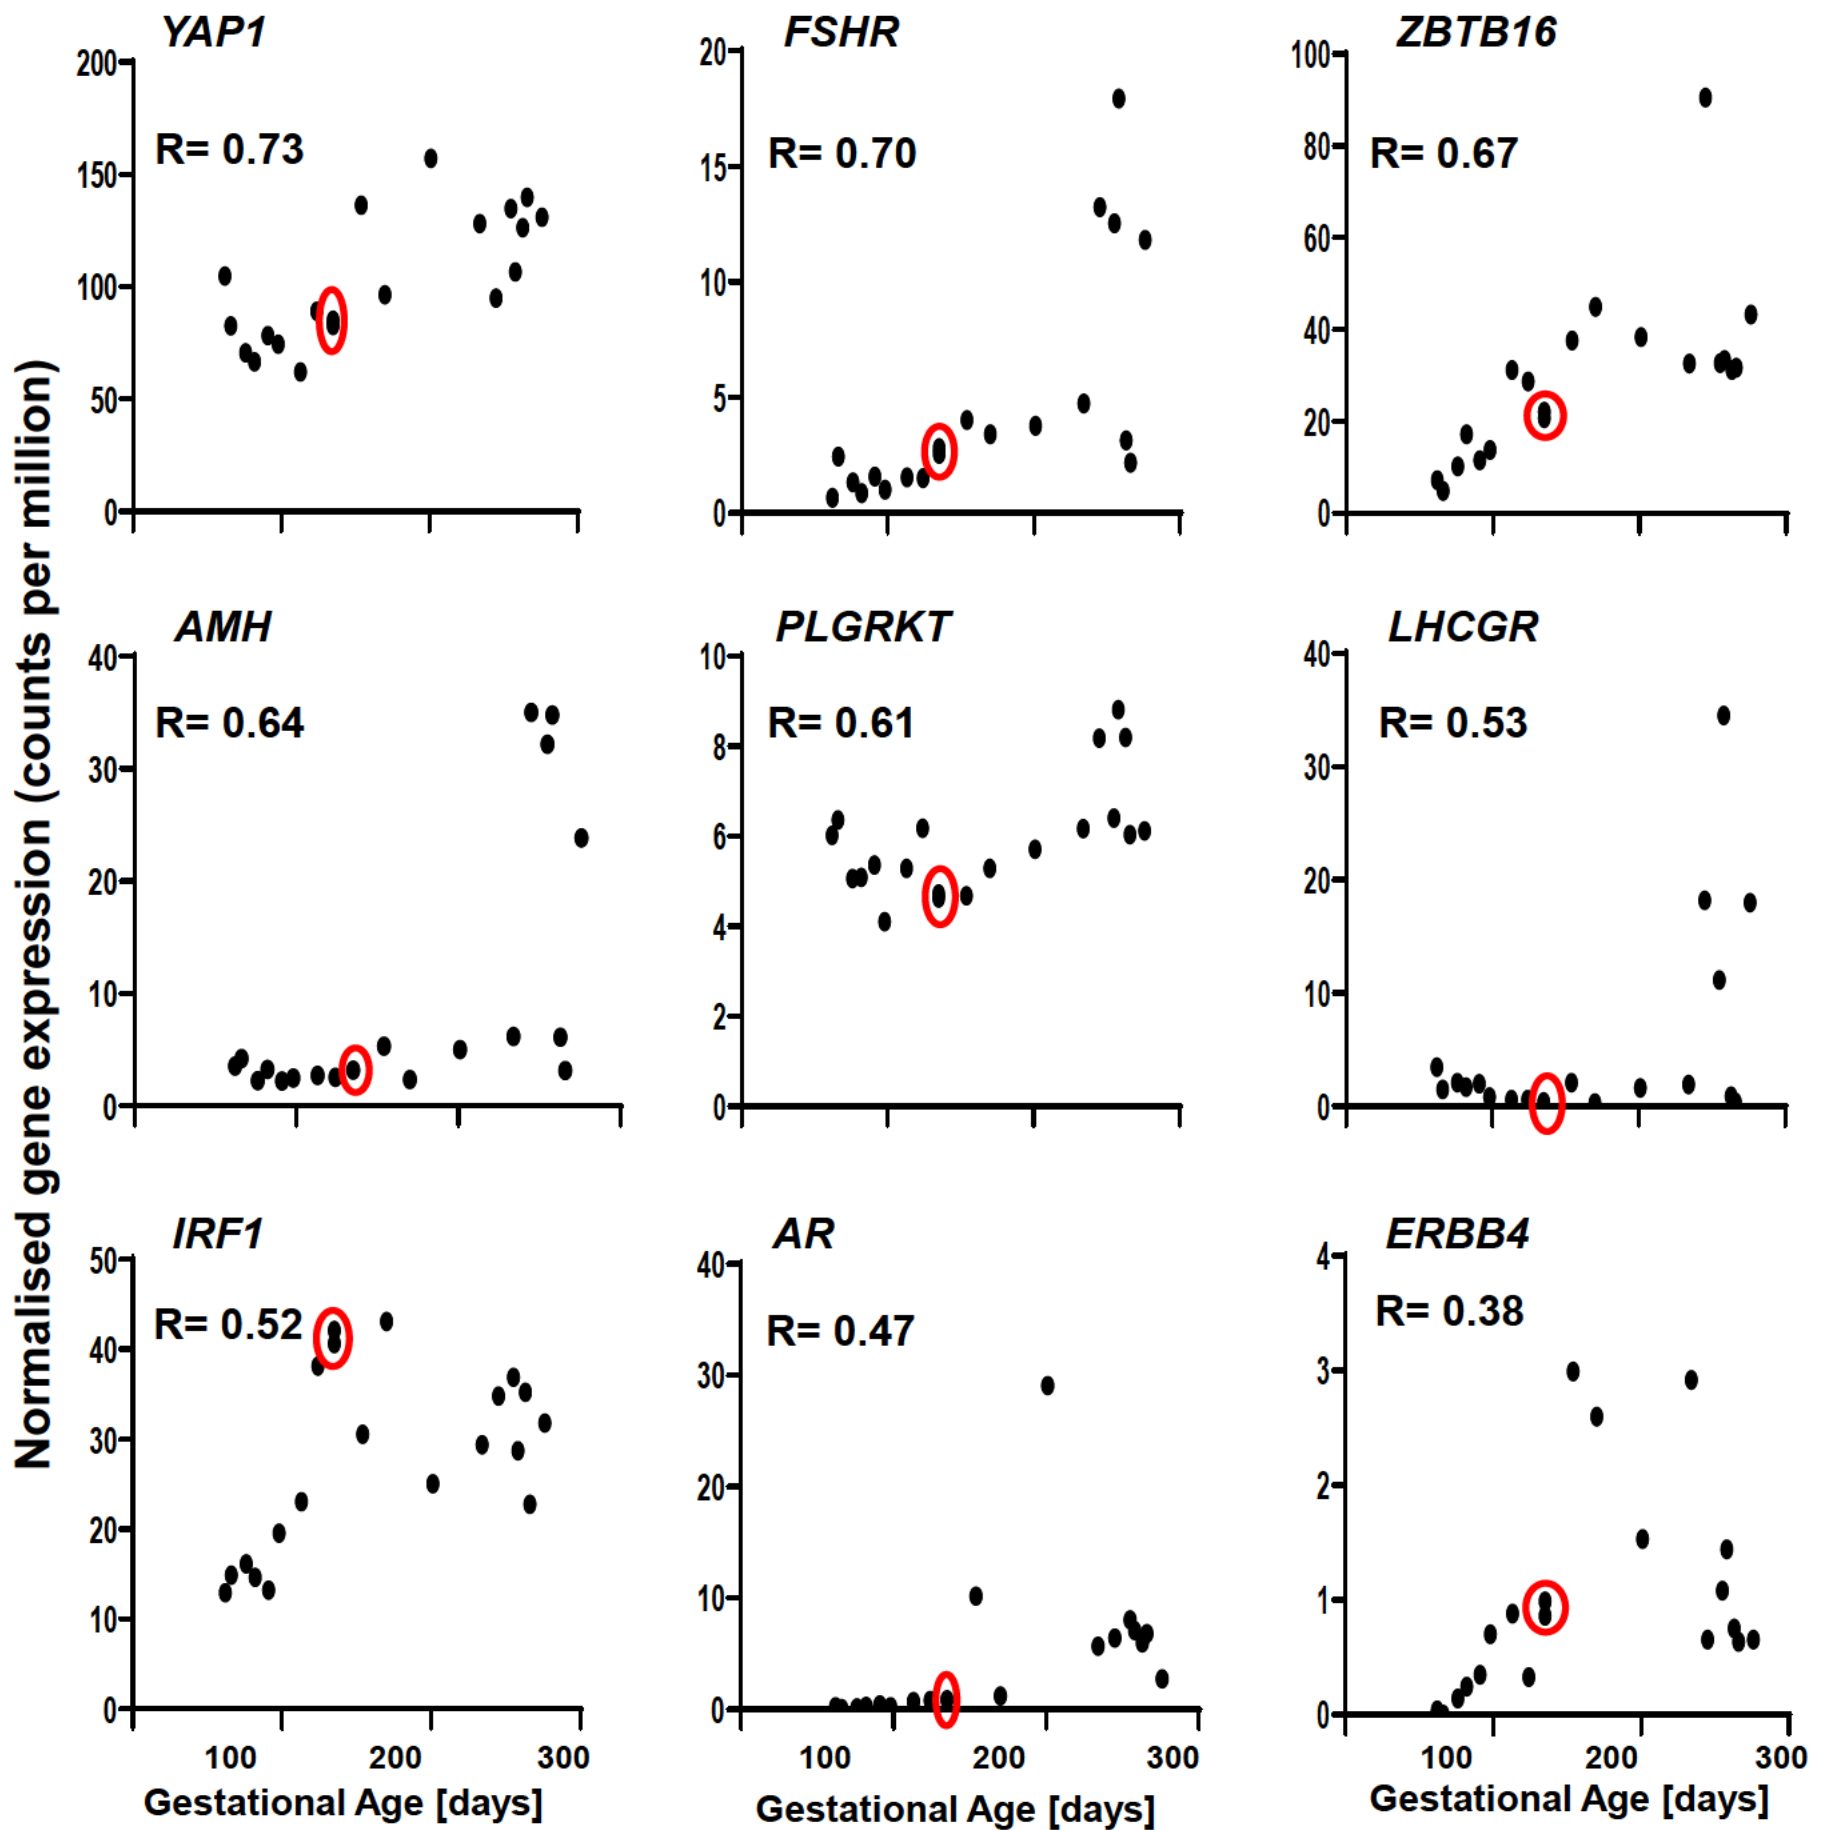 Normalised gene expression (counts per million)
YAP1
200
150
100
50
0
R= 0.73
FSHR
20
15
10
5
0
R= 0.70
ZBTB16
100
80
60
40
20
0
R= 0.67
AMH
40
30
20
10
0
R= 0.64
PLGRKT
10
8
6
4
2
0
R= 0.61
LHCGR
40
30
20
10
0
R= 0.53
IRF1
50
40
30
20
10
0
R= 0.52
100 200 300
Gestational Age [days]
AR
40
30
20
10
0
R= 0.47
100 200 300
Gestational Age [days]
ERBB4
4
3
2
1
0
R= 0.38
100 200 300
Gestational Age [days]